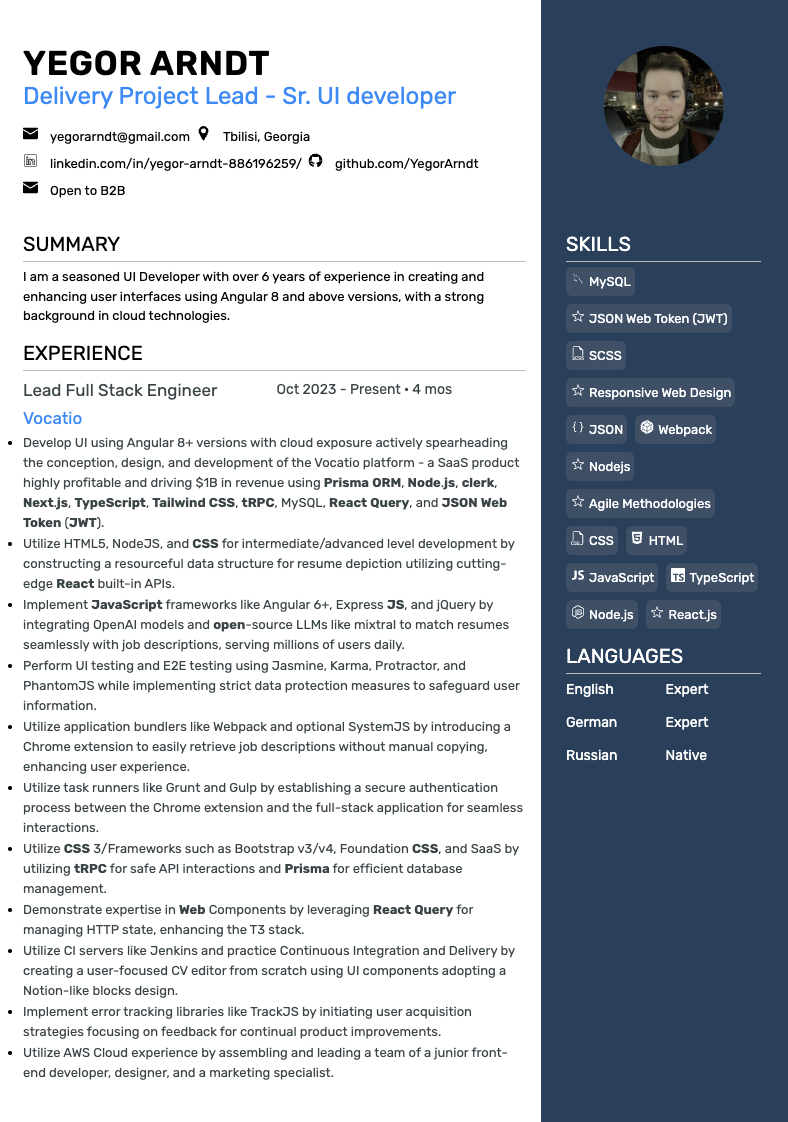 YEGOR ARNDT
Delivery Project Lead - Sr. UI developer
yegorarndt@gmail.com Tbilisi, Georgia
linkedin.com/in/yegor-arndt-886196259/ github.com/YegorArndt
Open to B2B
SUMMARY
I am a seasoned UI Developer with over 6 years of experience in creating and
enhancing user interfaces using Angular 8 and above versions, with a strong
background in cloud technologies.
EXPERIENCE
Lead Full Stack Engineer Oct 2023 - Present • 4 mos
Vocatio
• Develop UI using Angular 8+ versions with cloud exposure actively spearheading
the conception, design, and development of the Vocatio platform - a SaaS product
highly profitable and driving $1B in revenue using Prisma ORM, Node.js, clerk,
Next.js, TypeScript, Tailwind CSS, tRPC, MySQL, React Query, and JSON Web
Token (JWT).
• Utilize HTML5, NodeJS, and CSS for intermediate/advanced level development by
constructing a resourceful data structure for resume depiction utilizing cutting-
edge React built-in APIs.
• Implement JavaScript frameworks like Angular 6+, Express JS, and jQuery by
integrating OpenAI models and open-source LLMs like mixtral to match resumes
seamlessly with job descriptions, serving millions of users daily.
• Perform UI testing and E2E testing using Jasmine, Karma, Protractor, and
PhantomJS while implementing strict data protection measures to safeguard user
information.
• Utilize application bundlers like Webpack and optional SystemJS by introducing a
Chrome extension to easily retrieve job descriptions without manual copying,
enhancing user experience.
• Utilize task runners like Grunt and Gulp by establishing a secure authentication
process between the Chrome extension and the full-stack application for seamless
interactions.
• Utilize CSS 3/Frameworks such as Bootstrap v3/v4, Foundation CSS, and SaaS by
utilizing tRPC for safe API interactions and Prisma for efficient database
management.
• Demonstrate expertise in Web Components by leveraging React Query for
managing HTTP state, enhancing the T3 stack.
• Utilize CI servers like Jenkins and practice Continuous Integration and Delivery by
creating a user-focused CV editor from scratch using UI components adopting a
Notion-like blocks design.
• Implement error tracking libraries like TrackJS by initiating user acquisition
strategies focusing on feedback for continual product improvements.
• Utilize AWS Cloud experience by assembling and leading a team of a junior front-
end developer, designer, and a marketing specialist.
SKILLS
MySQL
JSON Web Token (JWT)
SCSS
Responsive Web Design
JSON Webpack
Nodejs
Agile Methodologies
CSS HTML
JavaScript TypeScript
Node.js React.js
LANGUAGES
English Expert
German Expert
Russian Native